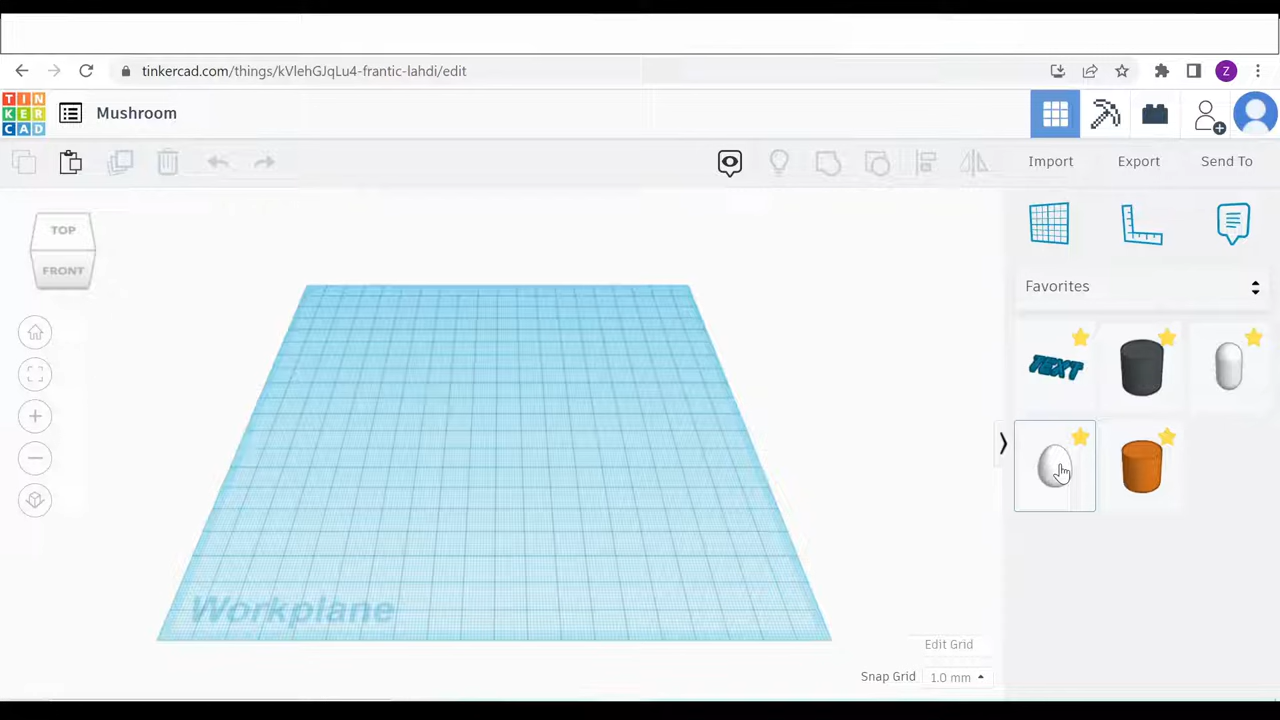 tinkercad.com/things/kVlehGJqLu4-frantic-lahdi/edit
Z
TIN
KER
CAD
Mushroom
Import
Export
Send To
TOP
FRONT
Favorites
TEXT
Workplane
Edit Grid
Snap Grid
1.0 mm